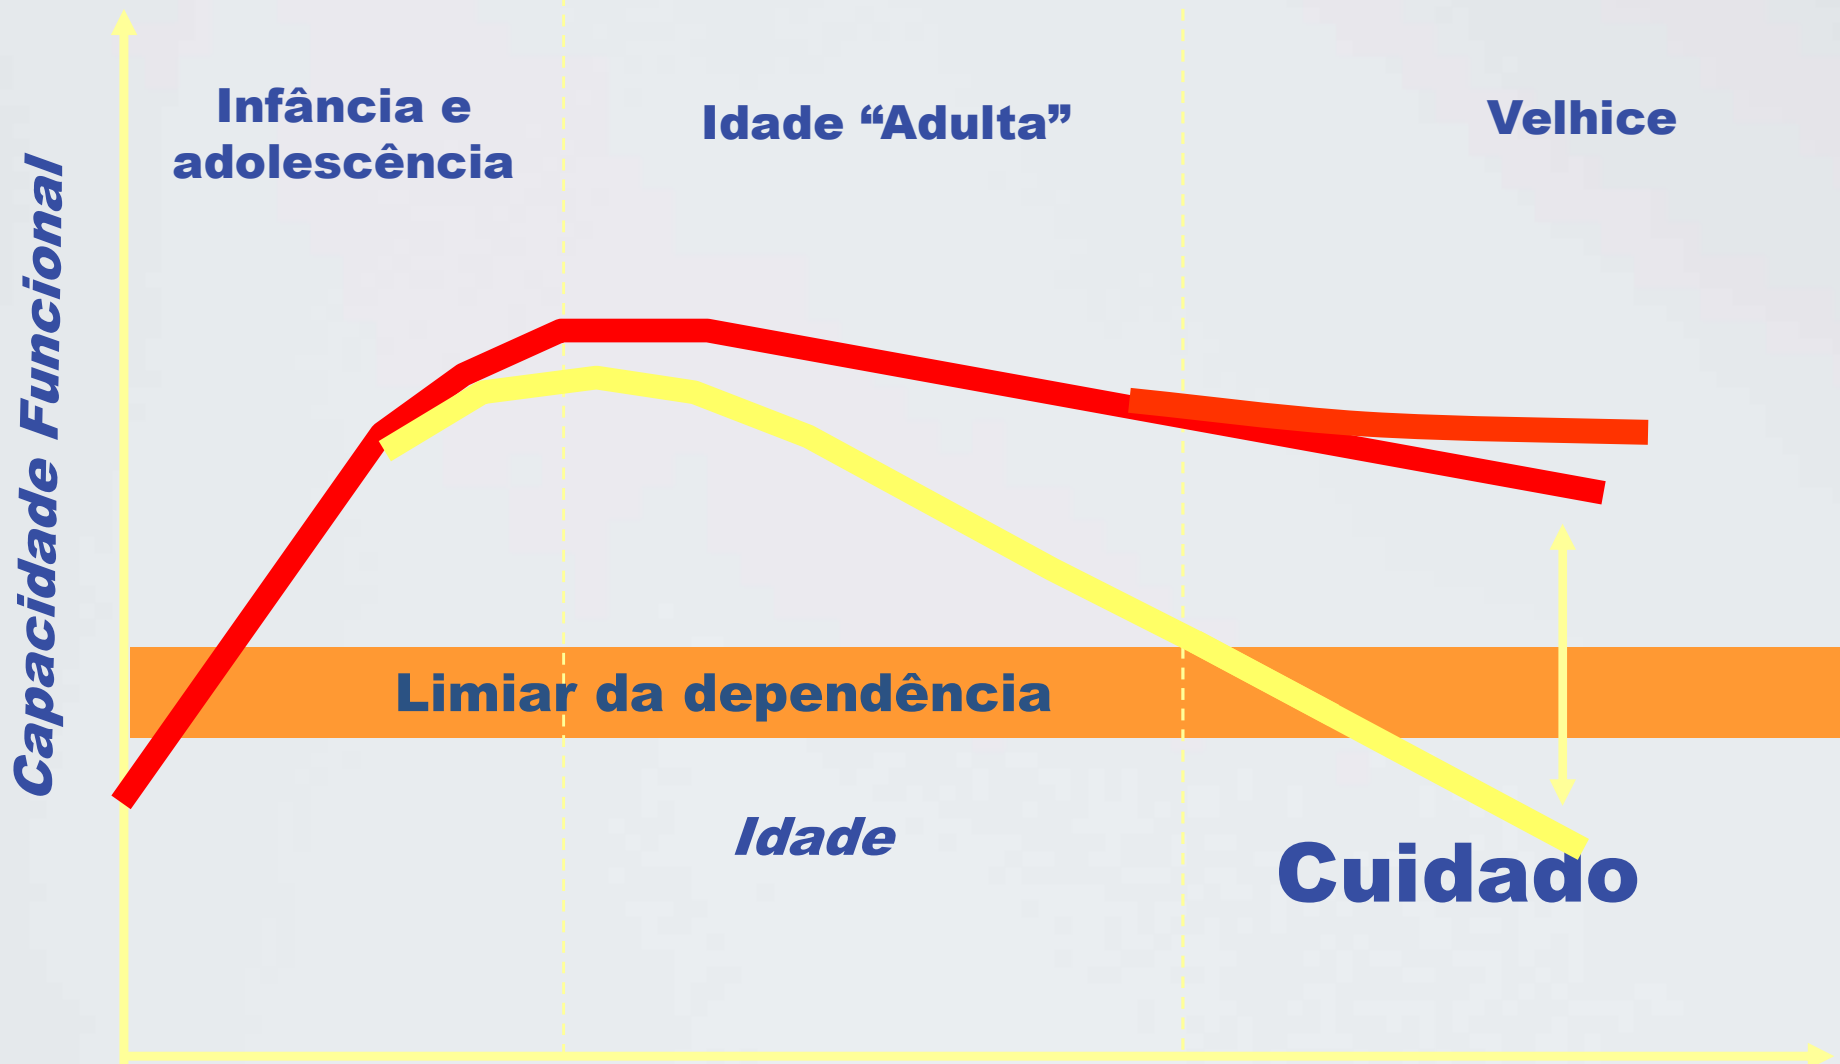 Infância e
adolescência
Idade “Adulta”
Velhice
Capacidade Funcional
Limiar da dependência
Idade
Cuidado